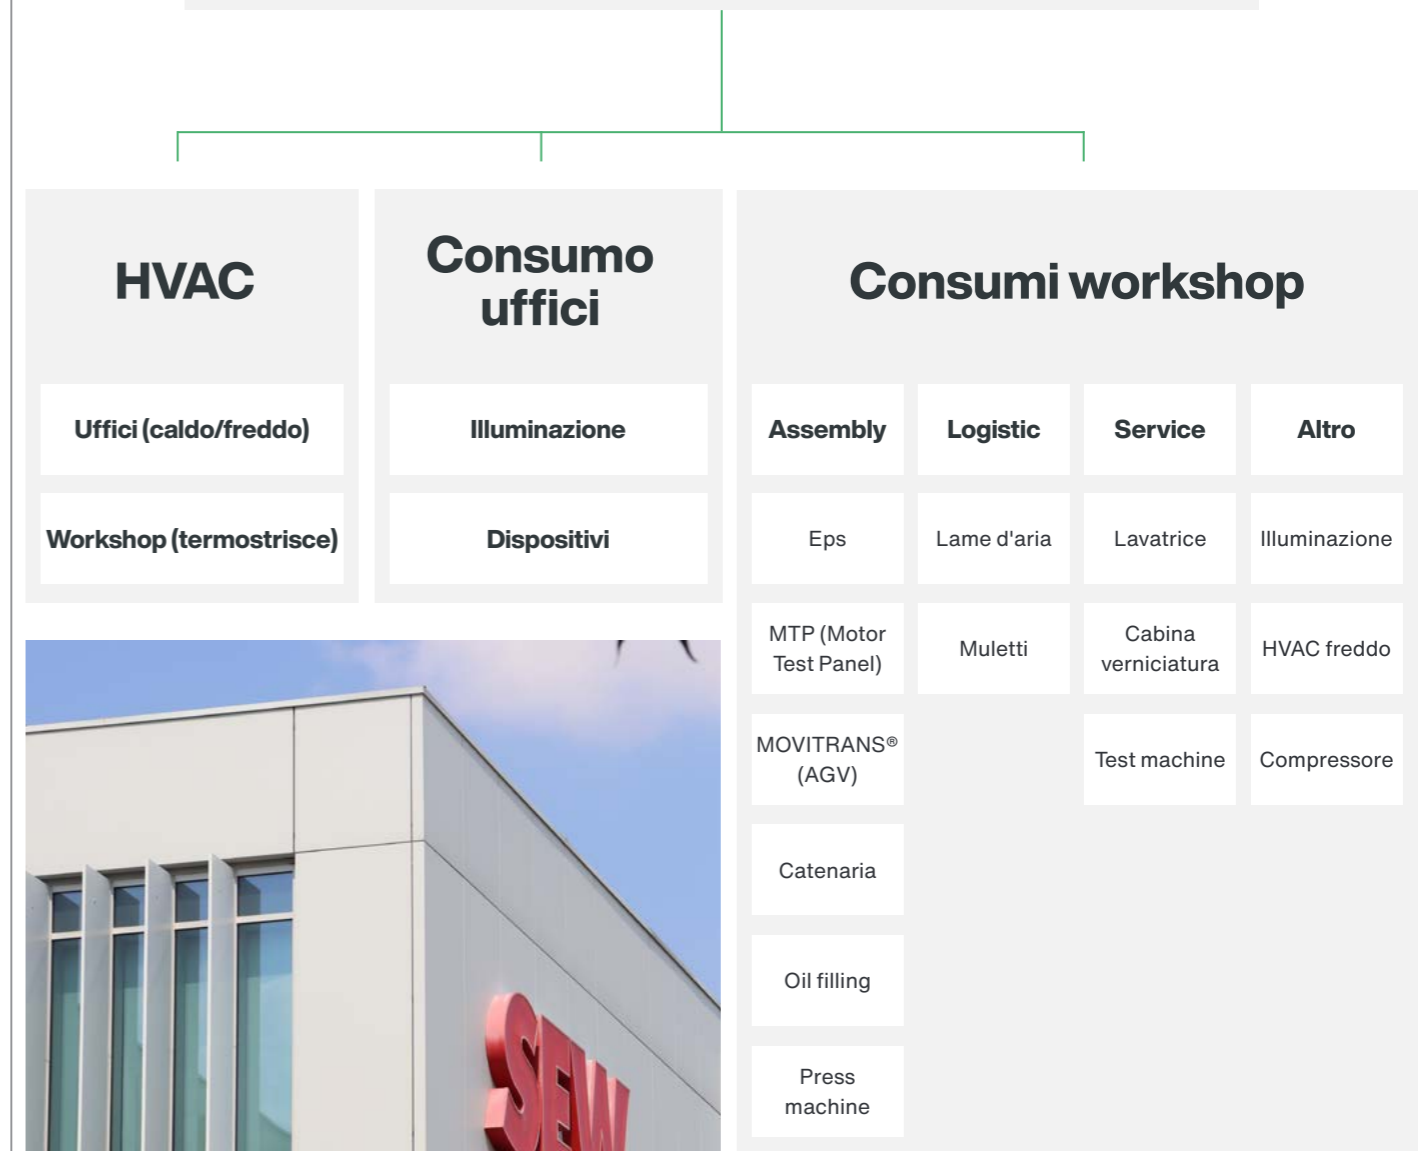 HVAC
Uffici (caldo/freddo)
Workshop (termostrisce)
Consumo
uffici
Illuminazione
Dispositivi
Consumi workshop
Assembly
Eps
MTP (Motor
Test Panel)
MOVITRANS®
(AGV)
Catenaria
Oil filling
Press
machine
Logistic
Lame d'aria
Muletti
Service
Lavatrice
Cabina
verniciatura
Test machine
Altro
Illuminazione
HVAC freddo
Compressore
SEW